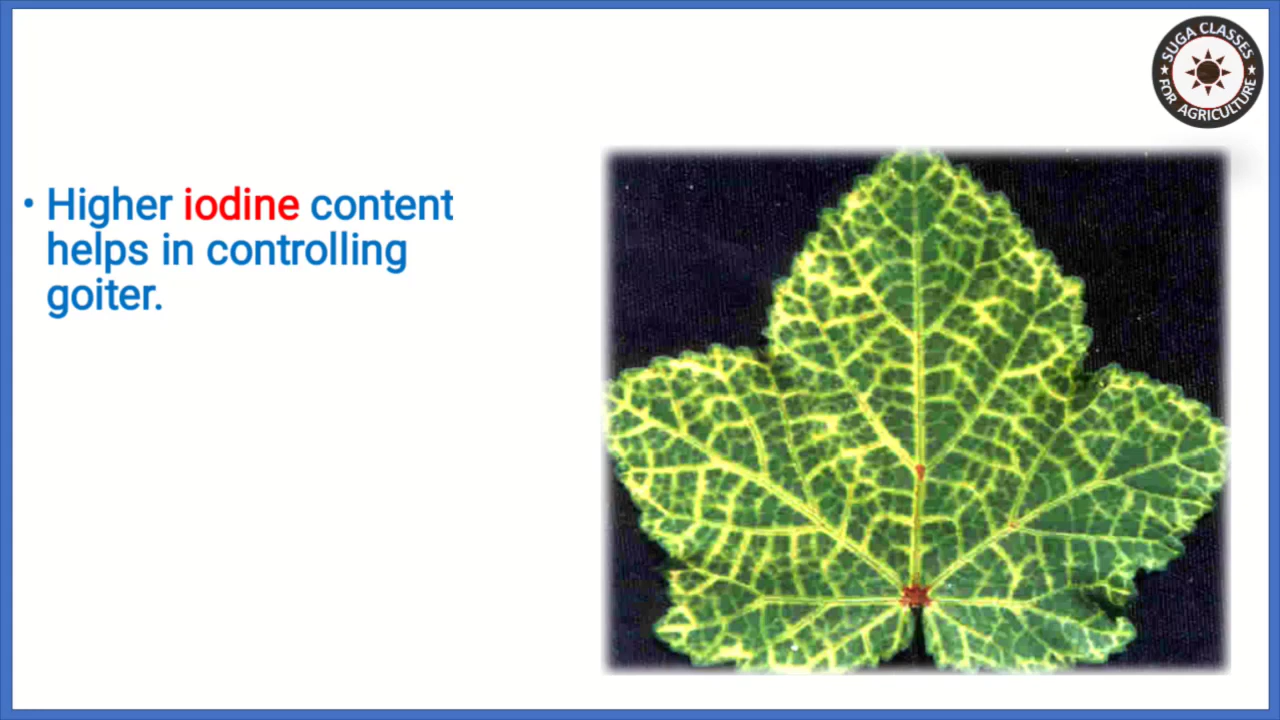 SUGA CLASSES
FOR AGRICULTURE
• Higher iodine content
helps in controlling
goiter.